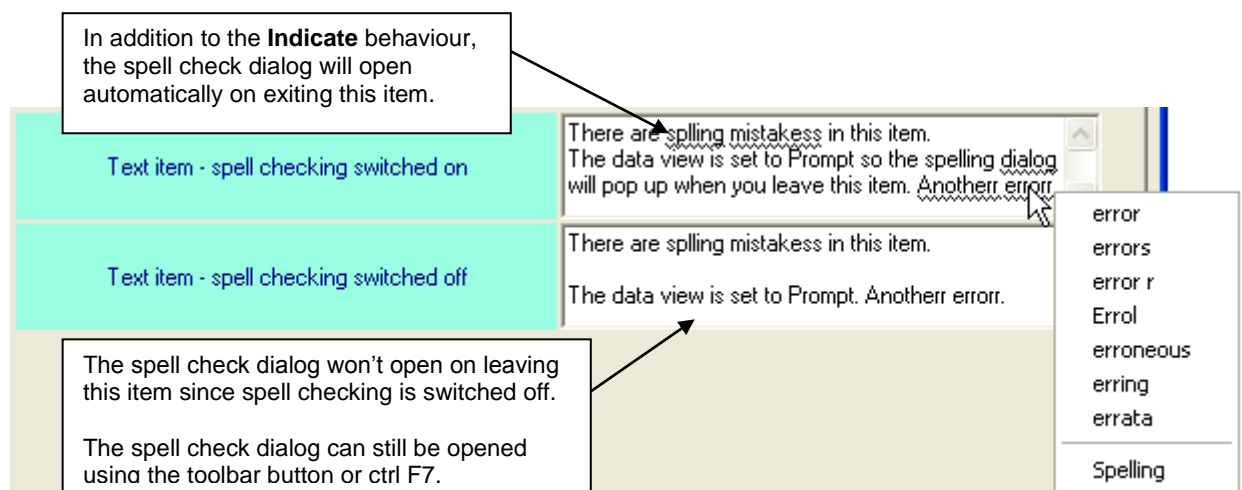 In addition to the Indicate behaviour,
the spell check dialog will open
automatically on exiting this item.
Text item - spell checking switched on
There are splling mistakess in this item.
The data view is set to Prompt so the spelling dialog
will pop up when you leave this item. Anotherr errorr
Text item - spell checking switched off
There are splling mistakess in this item.
The data view is set to Prompt. Anotherr errorr.
error
errors
error r
Errol
erroneous
erring
errata
Spelling
The spell check dialog won't open on leaving
this item since spell checking is switched off.
The spell check dialog can still be opened
using the toolbar button or ctrl F7.